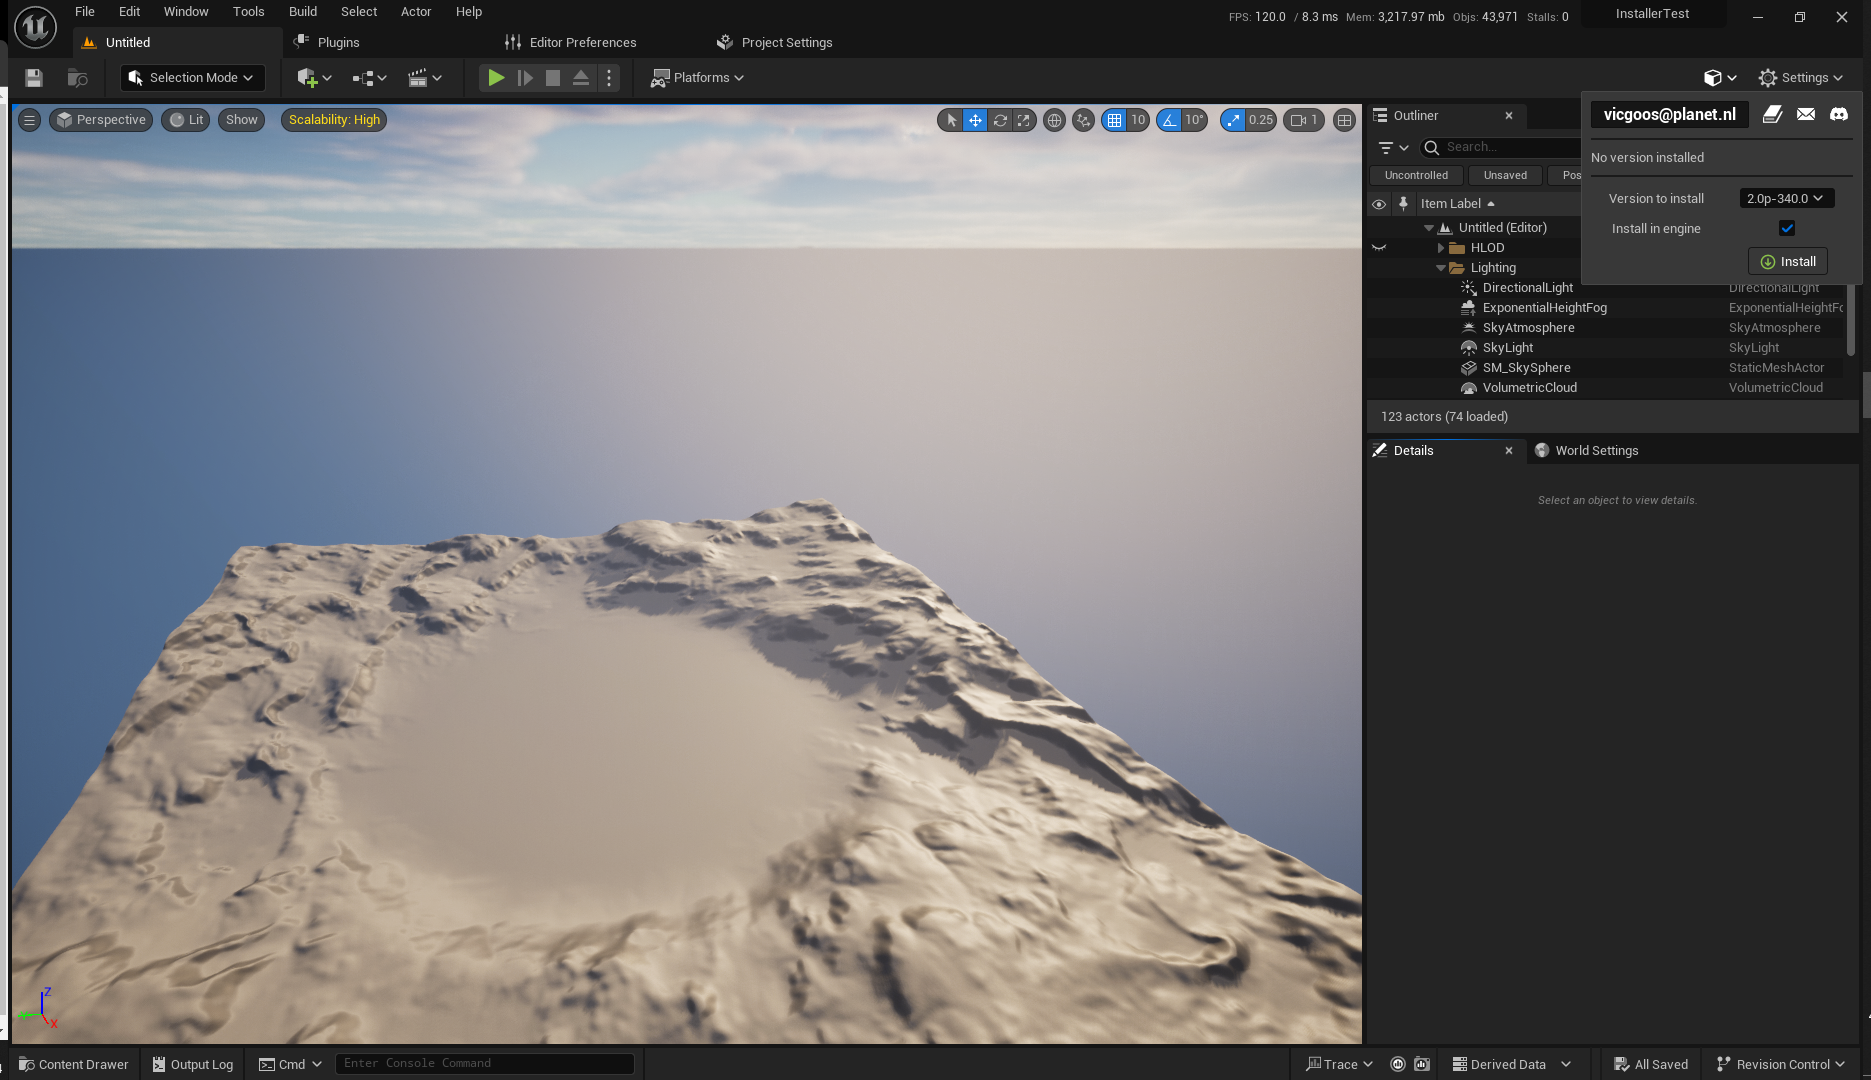 File Edit Window Tools Build Select Actor Help
FPS: 120.0 / 8.3 ms Mem: 3,217.97 mb Objs: 43,971 Stalls: 0
InstallerTest
Untitled
Plugins
Editor Preferences
Project Settings
Selection Mode
Platforms
Settings
Perspective
Lit
Show
Scalability: High
10
10°
0.25
1
Outliner
Search...
Uncontrolled
Unsaved
Pos
Item Label
Untitled (Editor)
HLOD
Lighting
DirectionalLight DirectionalLight
ExponentialHeightFog ExponentialHeightFo
SkyAtmosphere SkyAtmosphere
SkyLight SkyLight
SM_SkySphere StaticMeshActor
VolumetricCloud VolumetricCloud
123 actors (74 loaded)
vicgoos@planet.nl
No version installed
Version to install 2.0p-340.0
Install in engine
Install
Details
World Settings
Select an object to view details.
Z
X
Content Drawer
Output Log
Cmd
Enter Console Command
Trace
Derived Data
All Saved
Revision Control